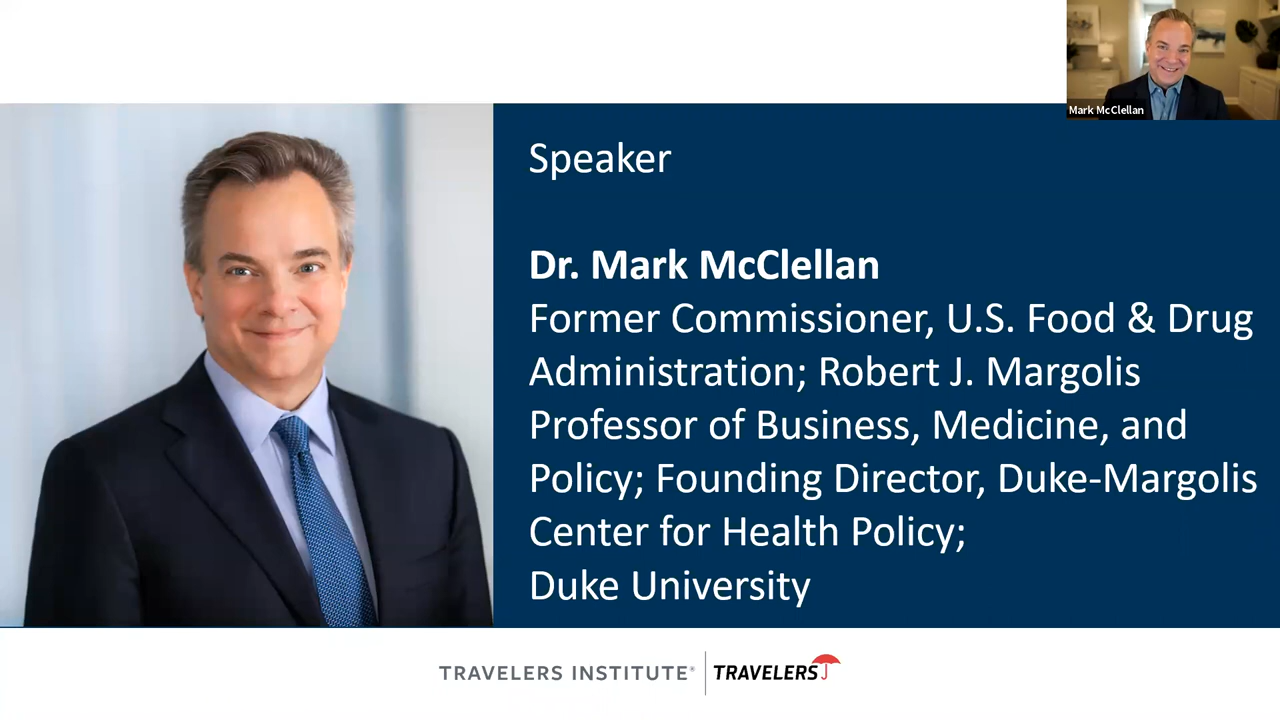 Mark McClellan
Speaker
Dr. Mark McClellan
Former Commissioner, U.S. Food & Drug
Administration; Robert J. Margolis
Professor of Business, Medicine, and
Policy; Founding Director, Duke-Margolis
Center for Health Policy;
Duke University
TRAVELERS INSTITUTE® TRAVELERS